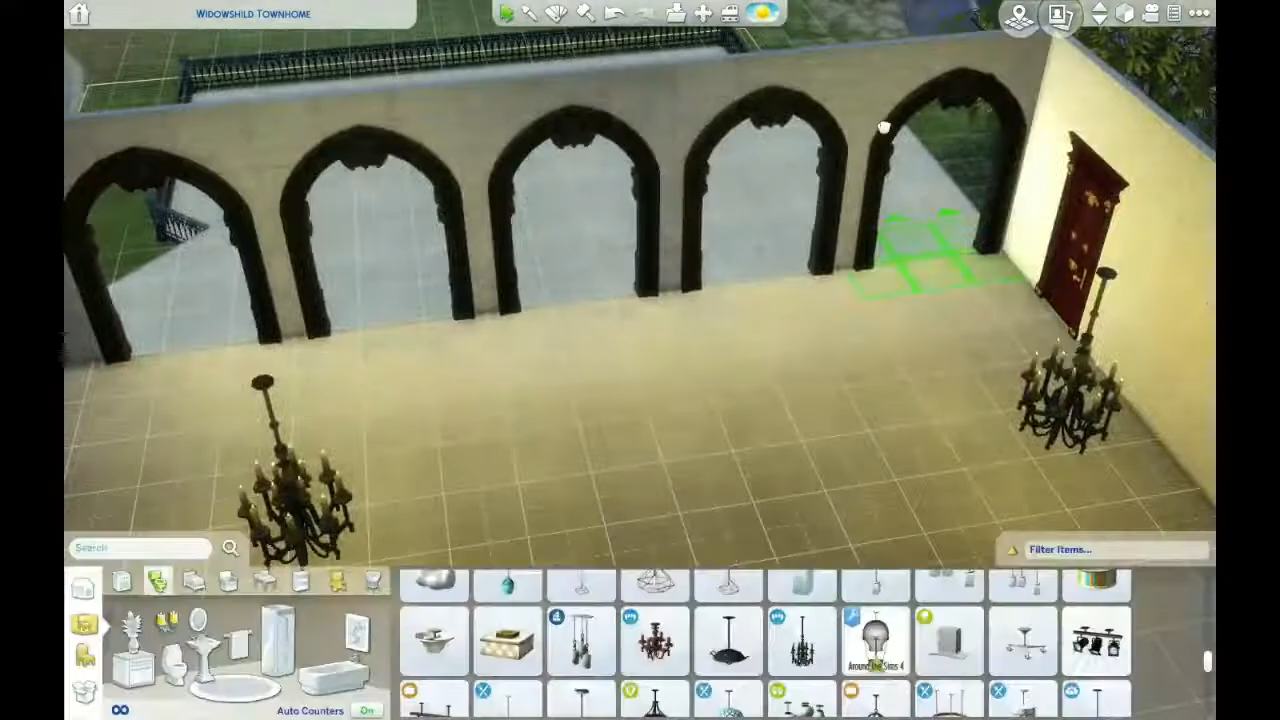 Widowshild Townhome
Search
Filter Items...
Around the Sims 4
Auto Counters
On